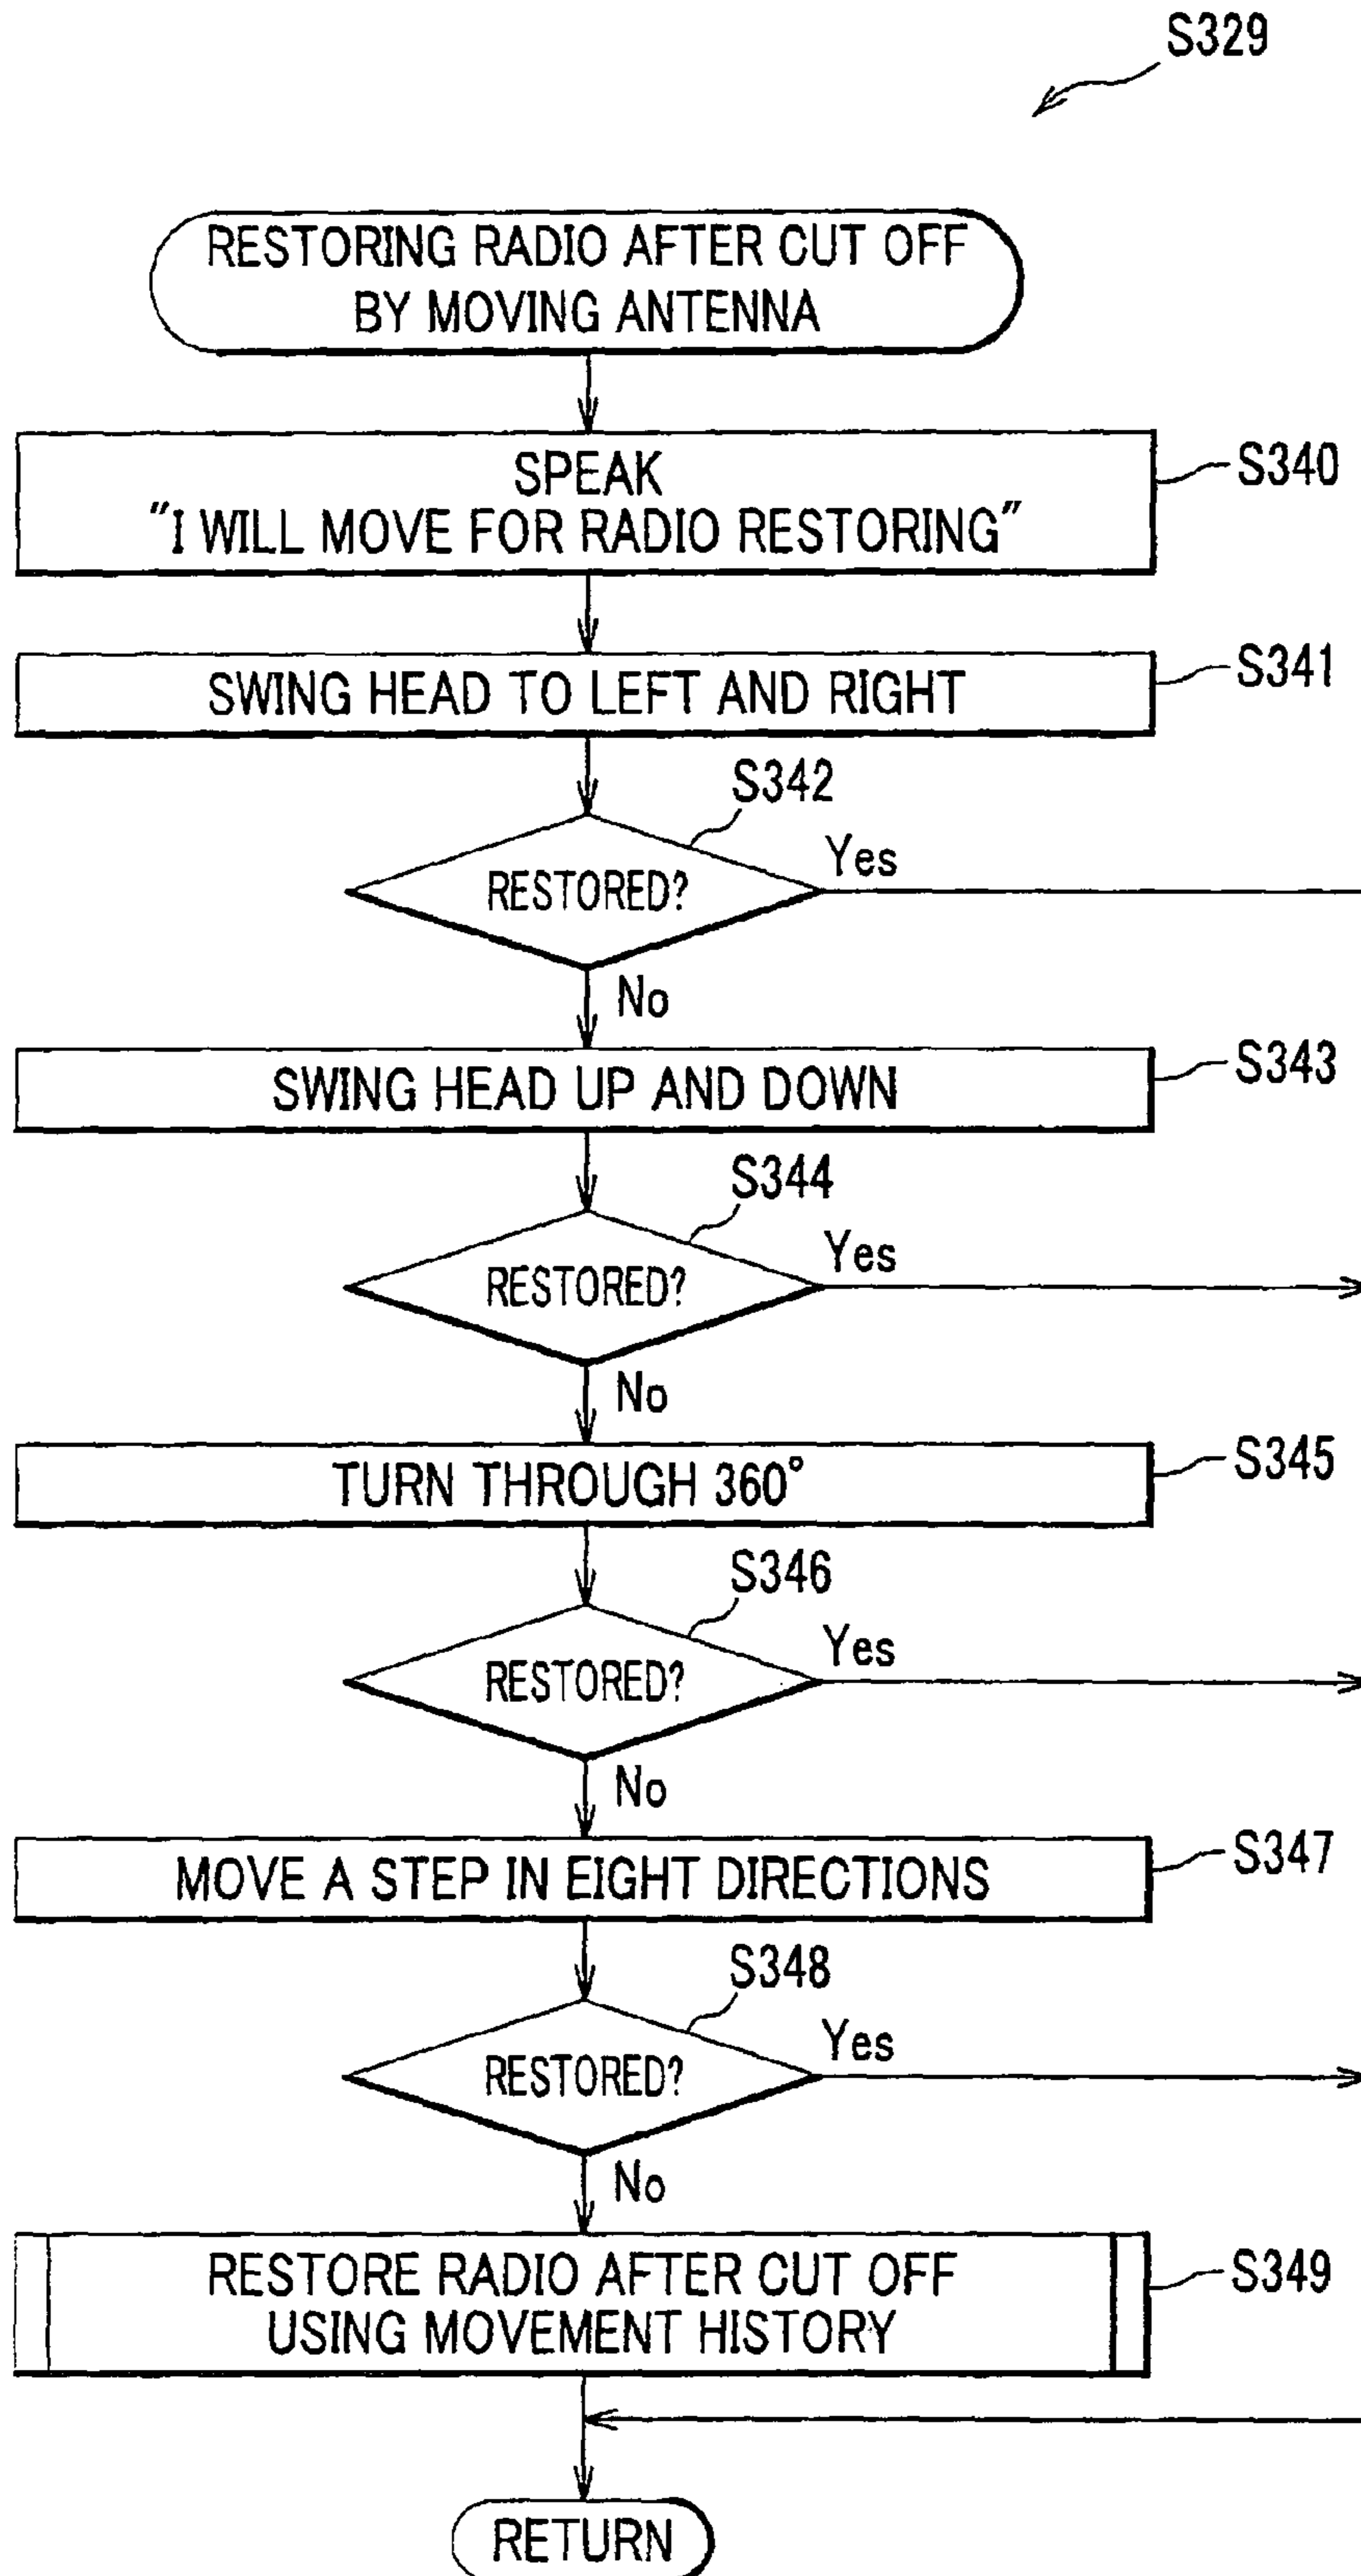 S329
RESTORING RADIO AFTER CUT OFF
BY MOVING ANTENNA
SPEAK
"I WILL MOVE FOR RADIO RESTORING"
S340
SWING HEAD TO LEFT AND RIGHT
S341
S342
RESTORED?
Yes
No
SWING HEAD UP AND DOWN
S343
S344
RESTORED?
Yes
No
TURN THROUGH 360°
S345
S346
RESTORED?
Yes
No
MOVE A STEP IN EIGHT DIRECTIONS
S347
S348
RESTORED?
Yes
No
RESTORE RADIO AFTER CUT OFF
USING MOVEMENT HISTORY
S349
RETURN